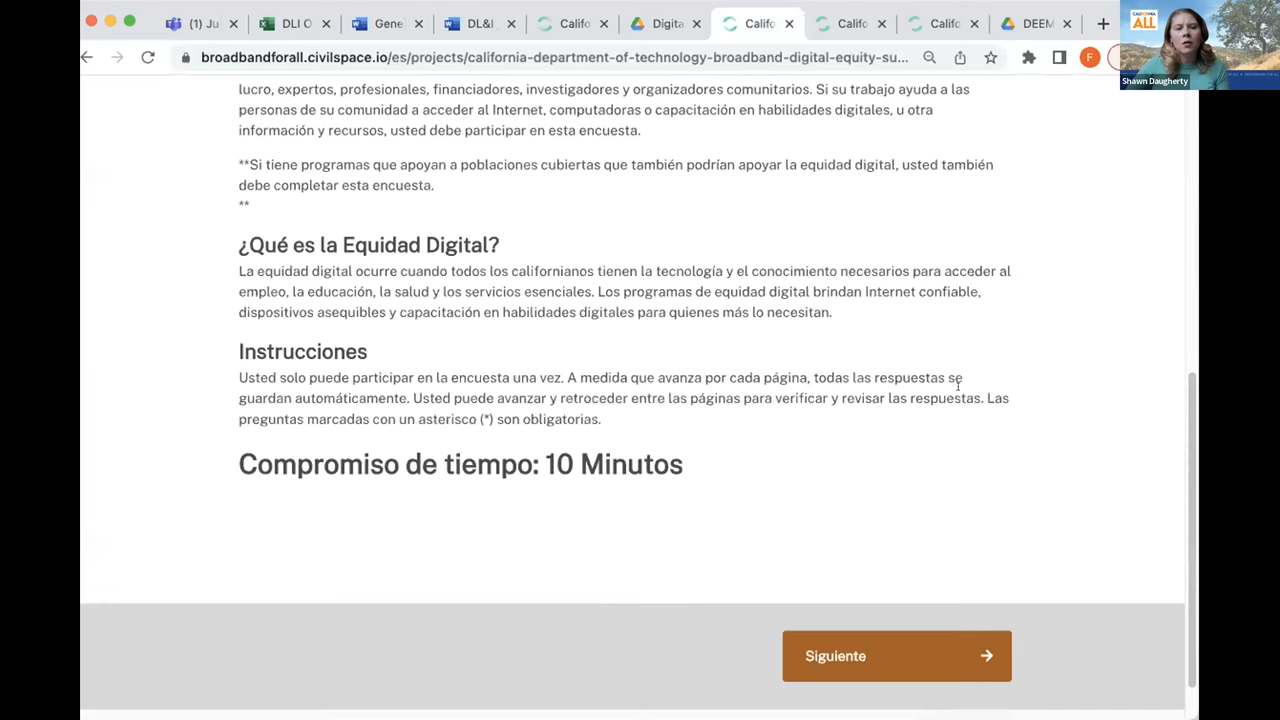 (1) Ju
DLI O
Gene
DL&I
Califo
Digita
Califo
Califo
Califo
DEEM
CALIFORNIA
ALL
broadbandforall.civilspace.io/es/projects/california-department-of-technology-broadband-digital-equity-su...
F
Shawn Daugherty
lucro, expertos, profesionales, financiadores, investigadores y organizadores comunitarios. Si su trabajo ayuda a las
personas de su comunidad a acceder al Internet, computadoras o capacitación en habilidades digitales, u otra
información y recursos, usted debe participar en esta encuesta.
**Si tiene programas que apoyan a poblaciones cubiertas que también podrían apoyar la equidad digital, usted también
debe completar esta encuesta.
**
¿Qué es la Equidad Digital?
La equidad digital ocurre cuando todos los californianos tienen la tecnología y el conocimiento necesarios para acceder al
empleo, la educación, la salud y los servicios esenciales. Los programas de equidad digital brindan Internet confiable,
dispositivos asequibles y capacitación en habilidades digitales para quienes más lo necesitan.
Instrucciones
Usted solo puede participar en la encuesta una vez. A medida que avanza por cada página, todas las respuestas se
guardan automáticamente. Usted puede avanzar y retroceder entre las páginas para verificar y revisar las respuestas. Las
preguntas marcadas con un asterisco (*) son obligatorias.
Compromiso de tiempo: 10 Minutos
Siguiente